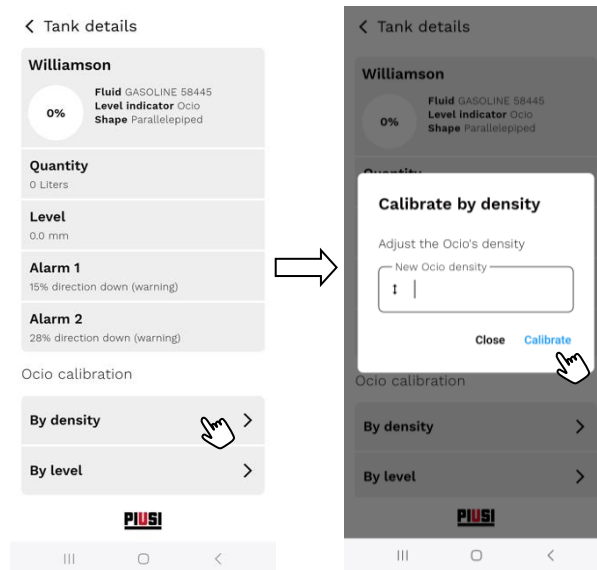 Tank details
Williamson
0%
Fluid GASOLINE 58445
Level indicator Ocio
Shape Parallelepiped
Quantity
0 Liters
Level
0.0 mm
Alarm 1
15% direction down (warning)
Alarm 2
28% direction down (warning)
Ocio calibration
By density
By level
PIUSI
Tank details
Williamson
0%
Fluid GASOLINE 58445
Level indicator Ocio
Shape Parallelepiped
Quantity
Calibrate by density
Adjust the Ocio's density
New Ocio density
Close Calibrate
Ocio calibration
By density
By level
PIUSI